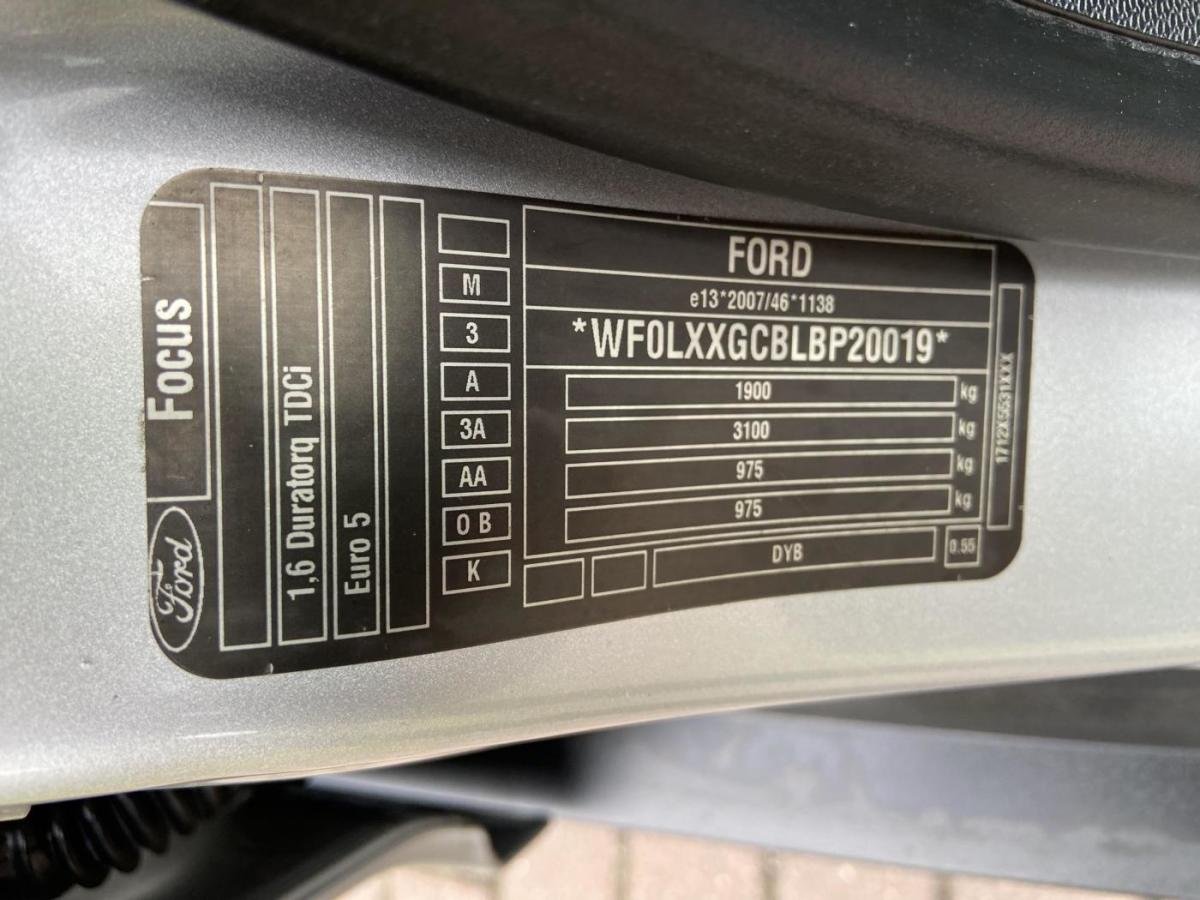 FORD
e13*2007/46*1138
*WF0LXXGCBLBP20019*
1900 kg
3100 kg
975 kg
975 kg
DYB
0.55
1712X5531XXX
M
3
A
3A
AA
0 B
K
Focus
Ford
1,6 Duratorq TDCi
Euro 5